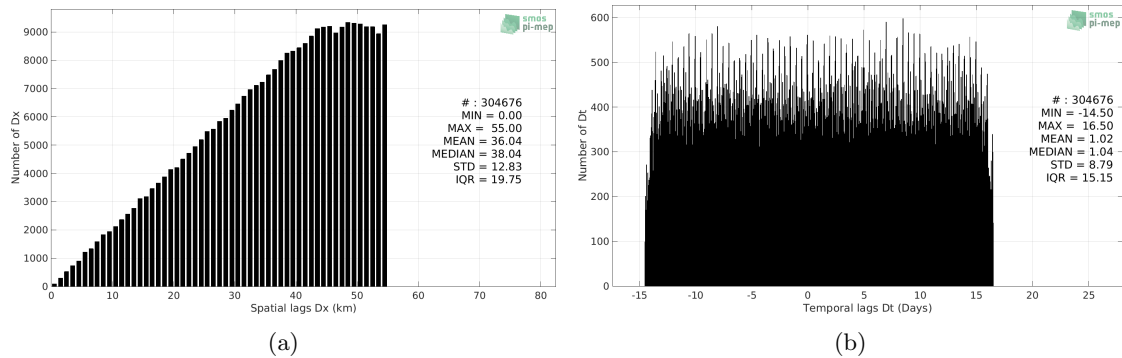 smos
pi-mep
9000
8000
7000
6000
5000
4000
3000
2000
1000
0
Number of Dx
# : 304676
MIN = 0.00
MAX = 55.00
MEAN = 36.04
MEDIAN = 38.04
STD = 12.83
IQR = 19.75
0 10 20 30 40 50 60 70 80
Spatial lags Dx (km)
(a)
smos
pi-mep
600
500
400
300
200
100
0
Number of Dt
# : 304676
MIN = -14.50
MAX = 16.50
MEAN = 1.02
MEDIAN = 1.04
STD = 8.79
IQR = 15.15
-15 -10 -5 0 5 10 15 20 25
Temporal lags Dt (Days)
(b)